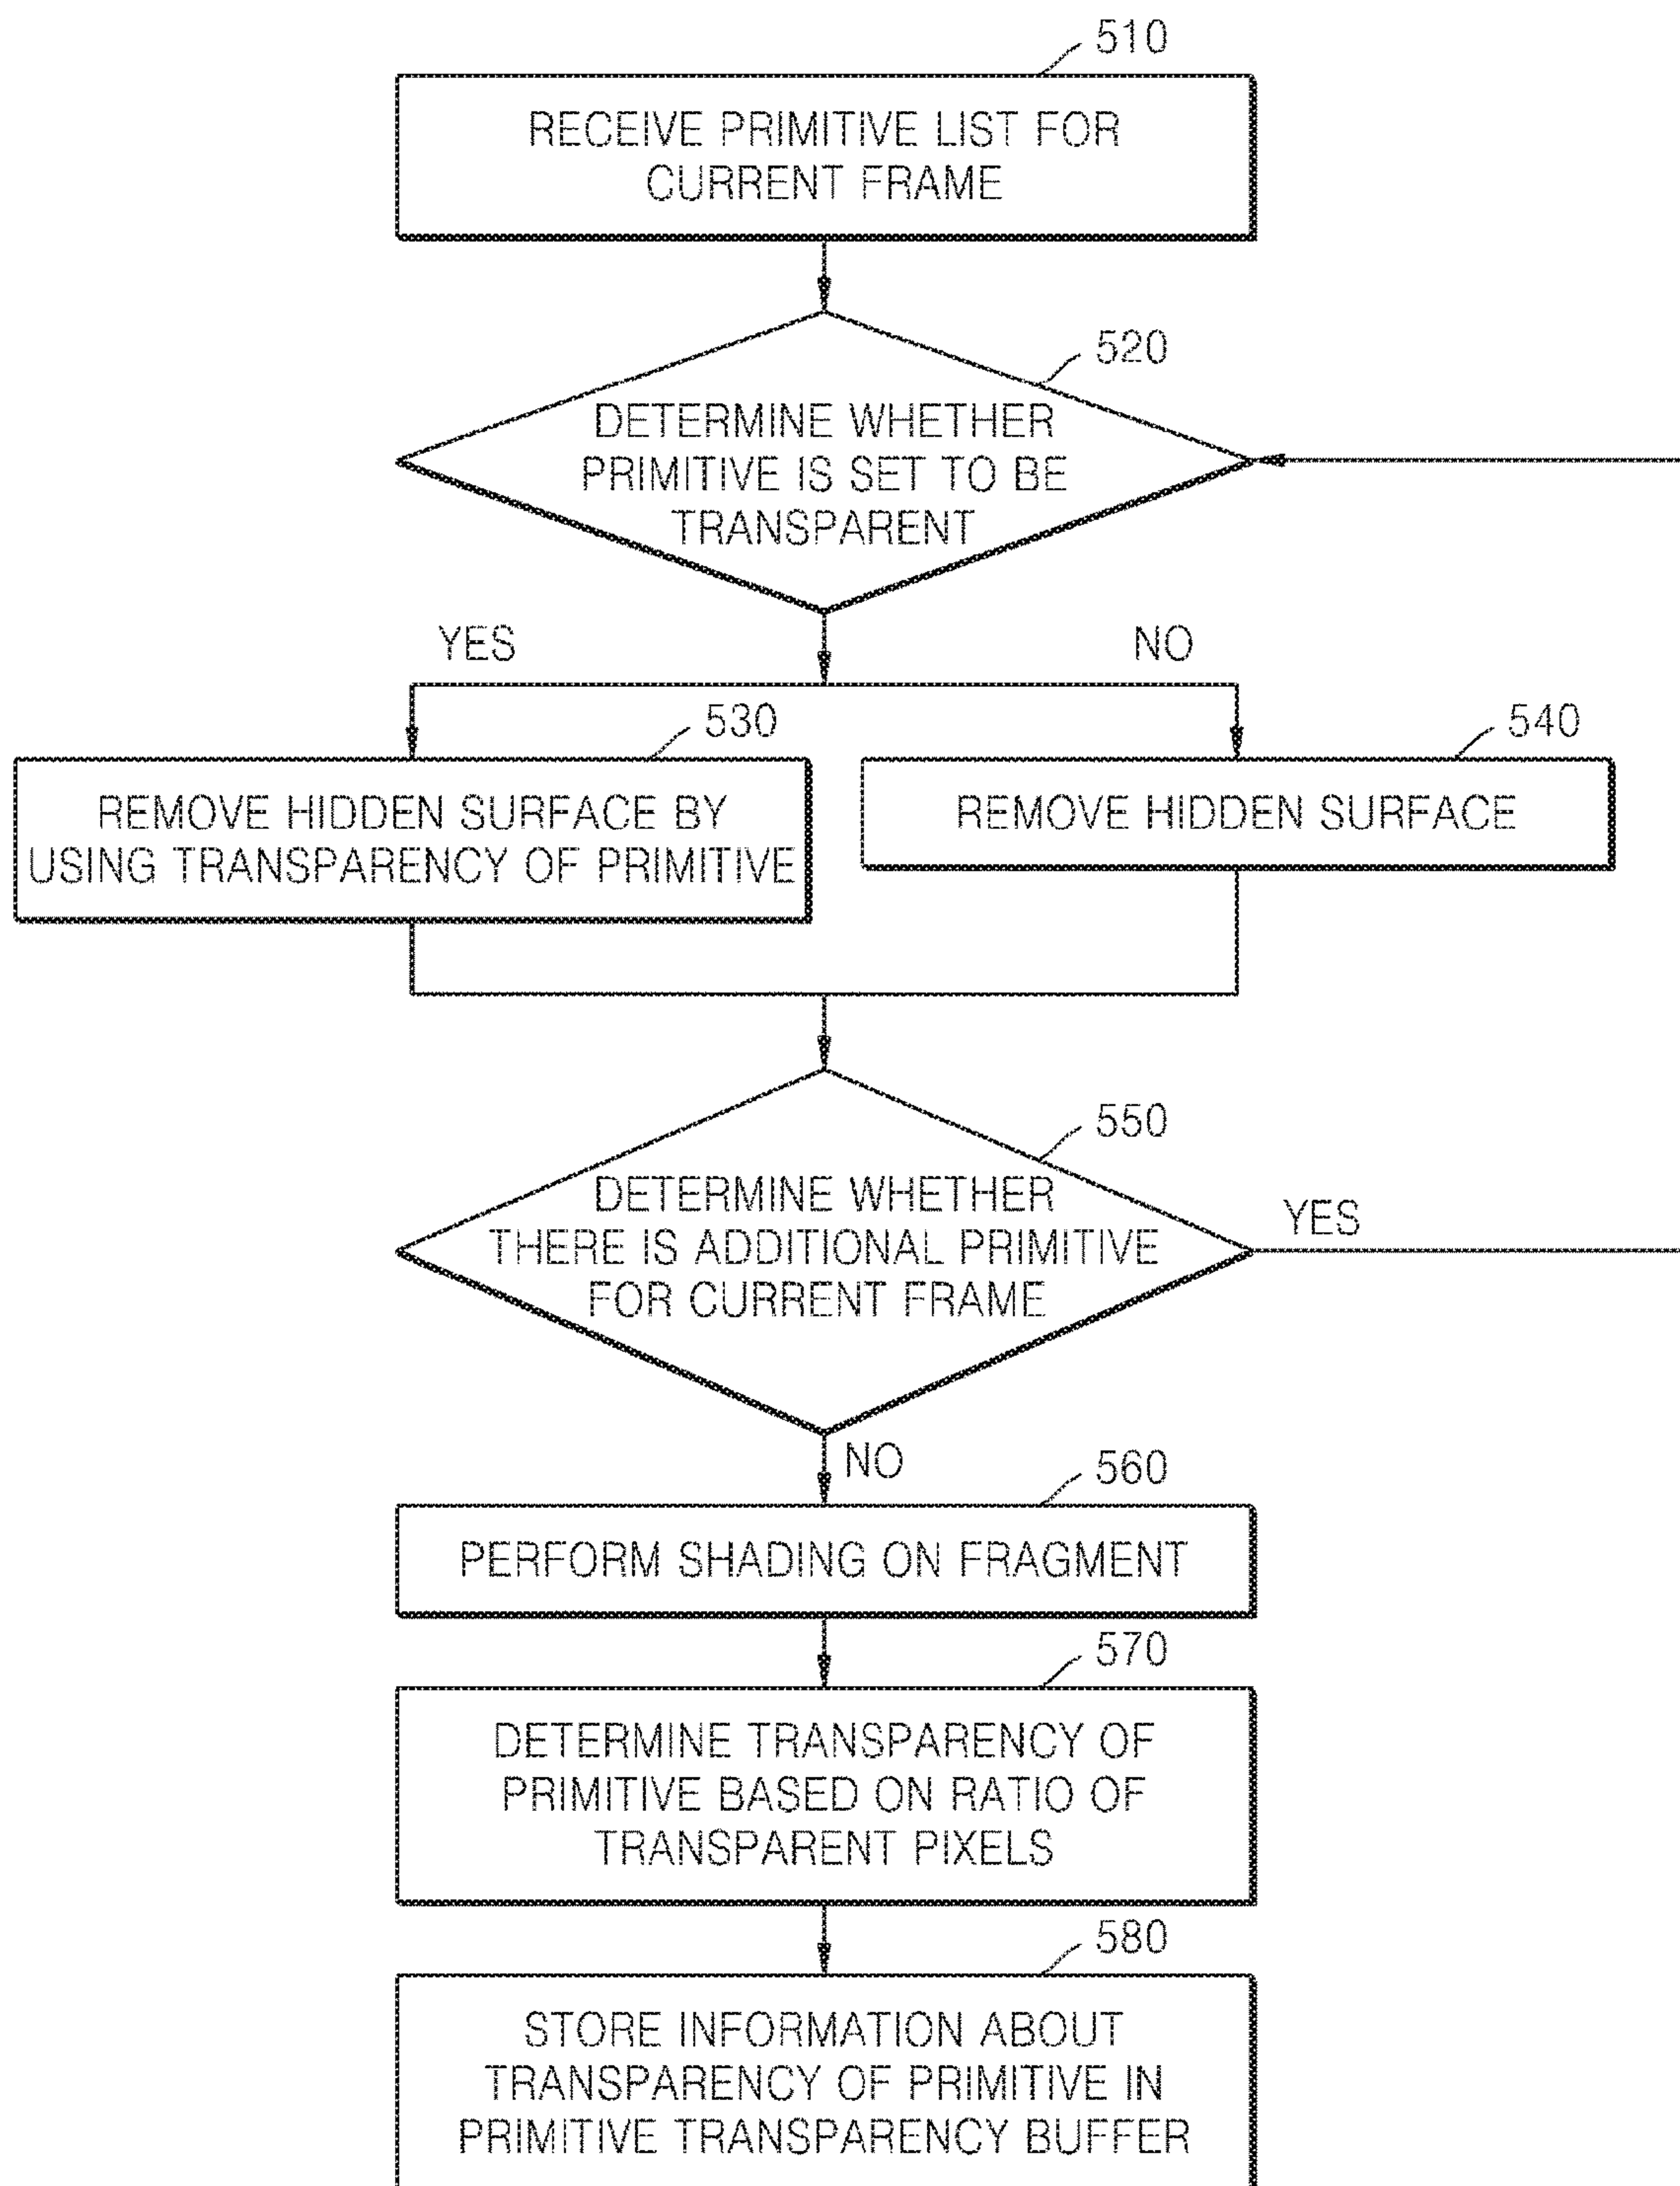 510
RECEIVE PRIMITIVE LIST FOR
CURRENT FRAME
520
DETERMINE WHETHER
PRIMITIVE IS SET TO BE
TRANSPARENT
YES
NO
530
REMOVE HIDDEN SURFACE BY
USING TRANSPARENCY OF PRIMITIVE
540
REMOVE HIDDEN SURFACE
550
DETERMINE WHETHER
THERE IS ADDITIONAL PRIMITIVE
FOR CURRENT FRAME
YES
NO
560
PERFORM SHADING ON FRAGMENT
570
DETERMINE TRANSPARENCY OF
PRIMITIVE BASED ON RATIO OF
TRANSPARENT PIXELS
580
STORE INFORMATION ABOUT
TRANSPARENCY OF PRIMITIVE IN
PRIMITIVE TRANSPARENCY BUFFER